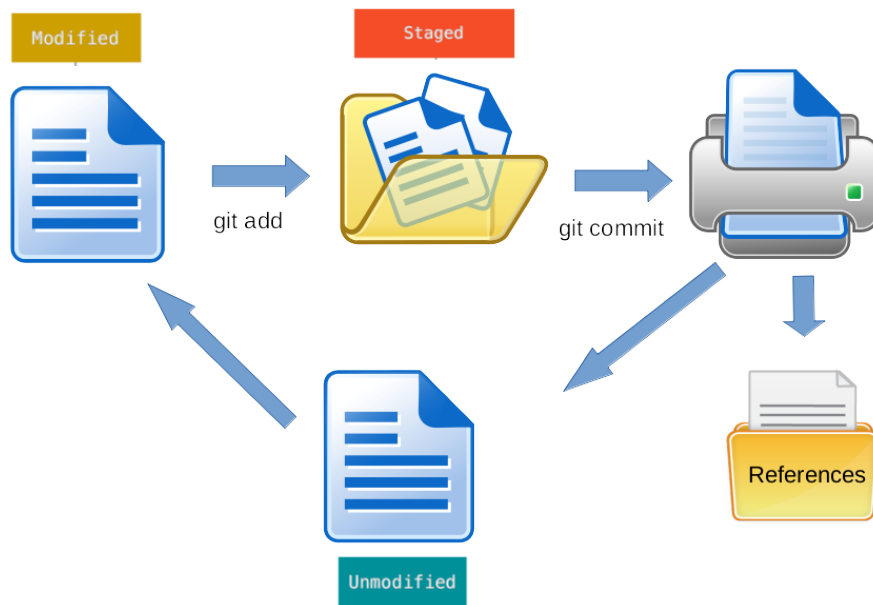 Modified
Staged
git add
git commit
References
Unmodified